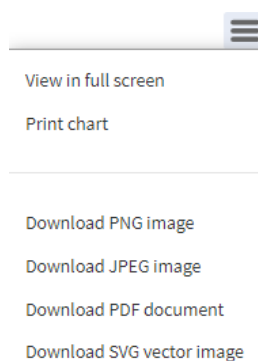 View in full screen
Print chart
Download PNG image
Download JPEG image
Download PDF document
Download SVG vector image